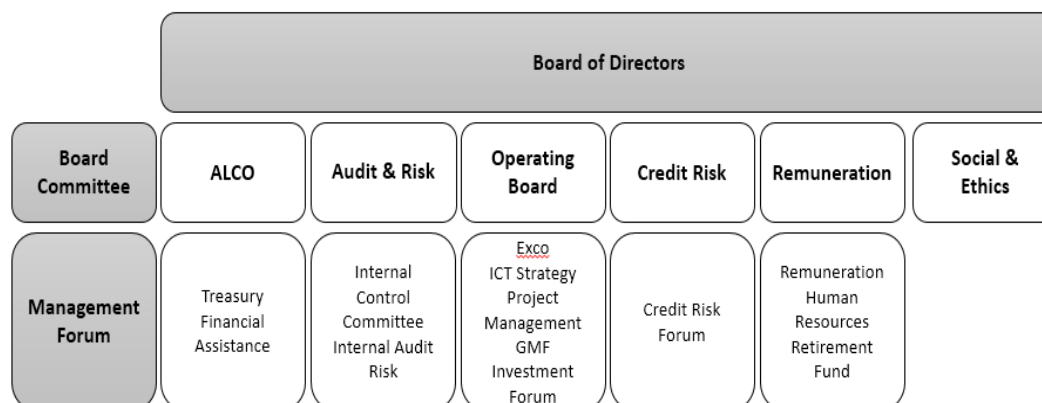 Board of Directors
Board
Committee
ALCO
Audit & Risk
Operating
Board
Credit Risk
Remuneration
Social &
Ethics
Management
Forum
Treasury
Financial
Assistance
Internal
Control
Committee
Internal Audit
Risk
Exco
ICT Strategy
Project
Management
GMF
Investment
Forum
Credit Risk
Forum
Remuneration
Human
Resources
Retirement
Fund